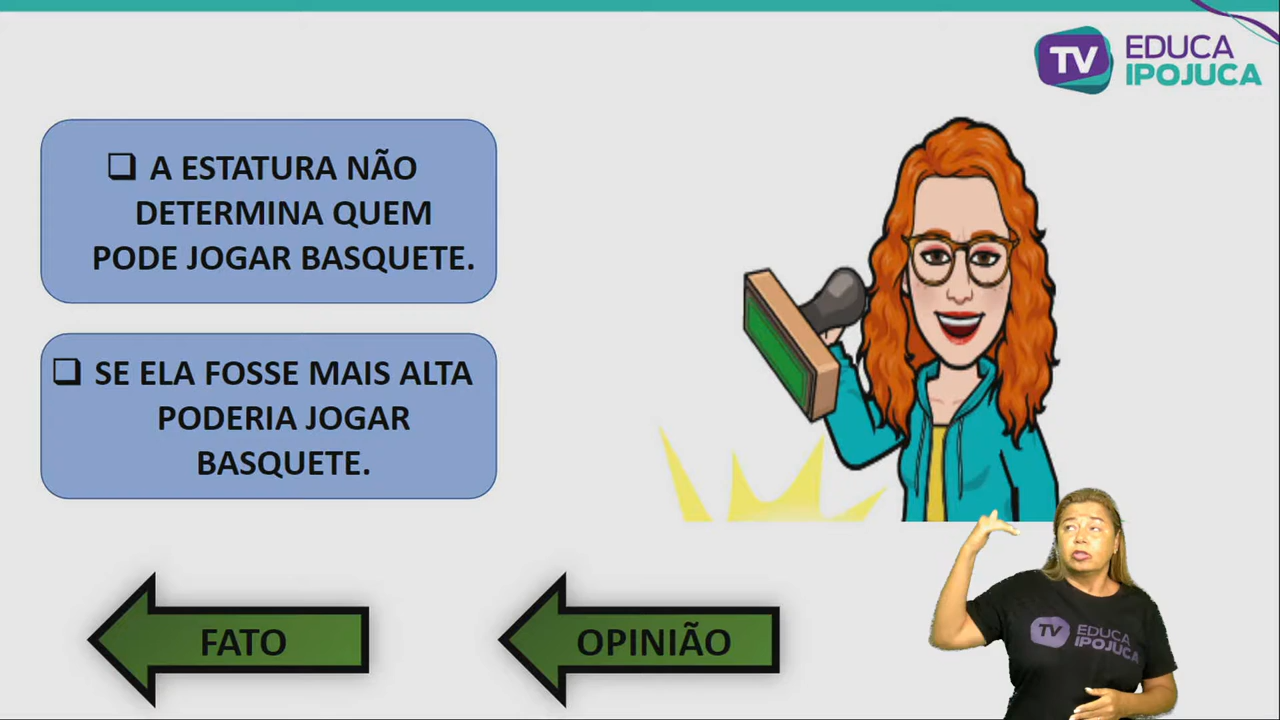 TV EDUCA
IPOJUCA
❑ A ESTATURA NÃO
DETERMINA QUEM
PODE JOGAR BASQUETE.
❑ SE ELA FOSSE MAIS ALTA
PODERIA JOGAR
BASQUETE.
FATO
OPINIÃO
TV EDUCA
IPOJUCA